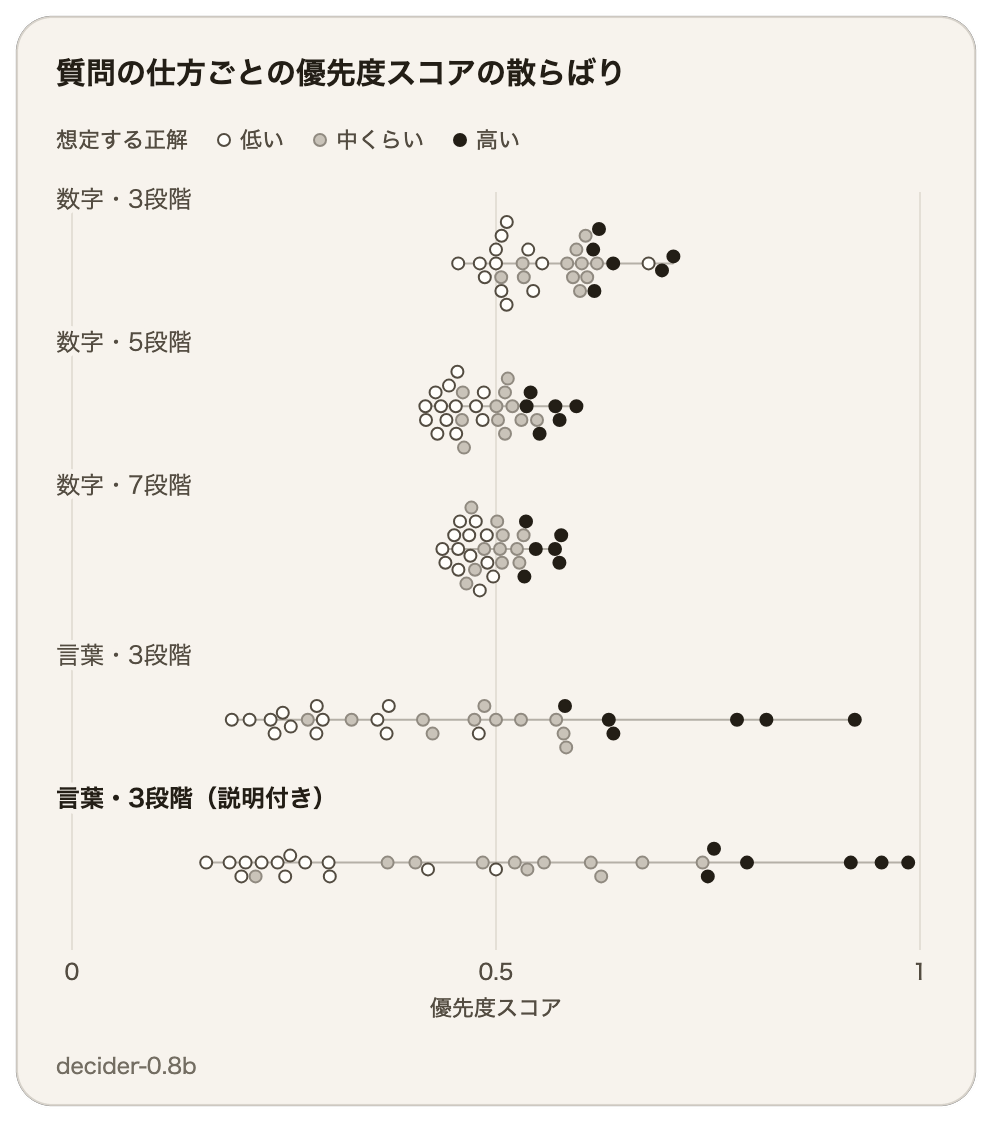 質問の仕方ごとの優先度スコアの散らばり
想定する正解 低い 中くらい 高い
数字・3段階
数字・5段階
数字・7段階
言葉・3段階
言葉・3段階（説明付き）
0 0.5 1
優先度スコア
decider-0.8b